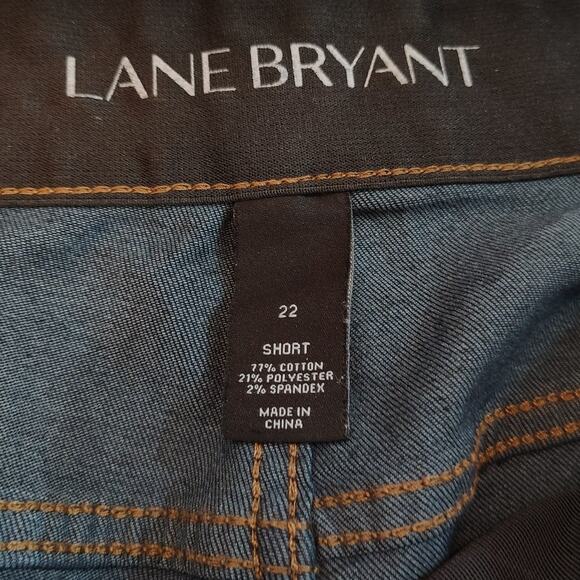 LANE BRYANT
22
SHORT
77% COTTON
21% POLYESTER
2% SPANDEX
MADE IN
CHINA